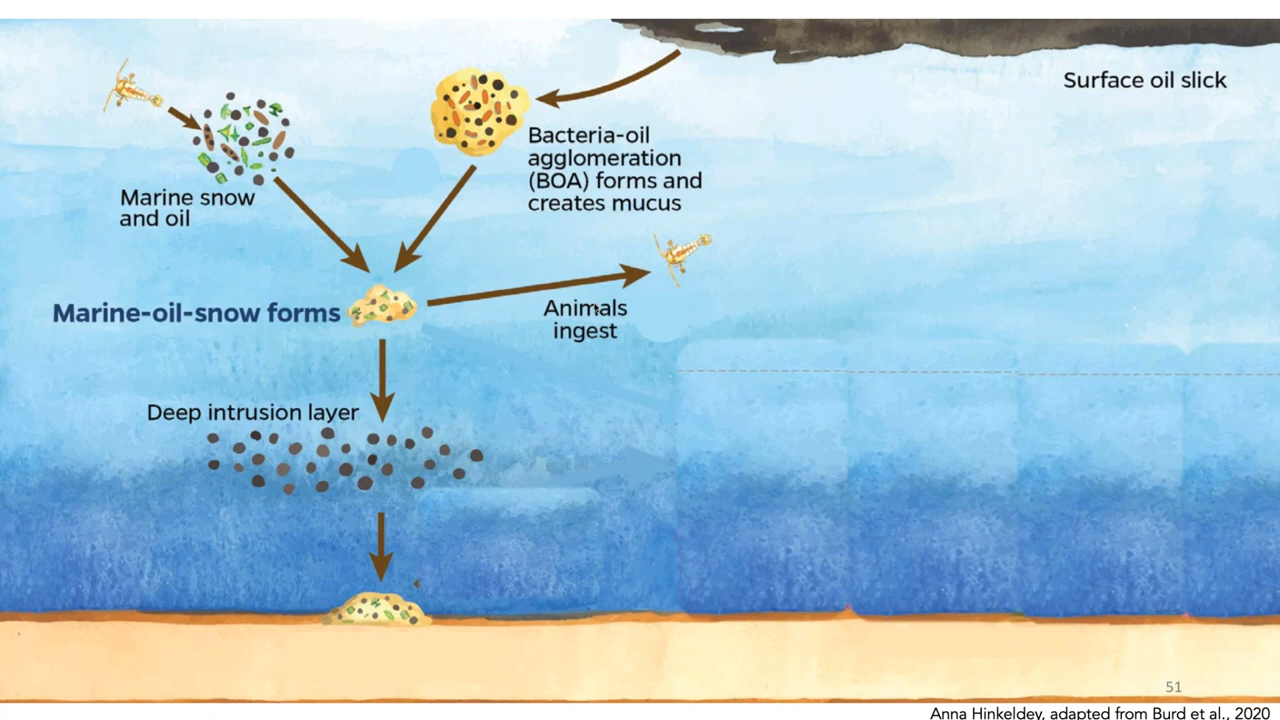 Surface oil slick
Bacteria-oil
agglomeration
(BOA) forms and
creates mucus
Marine snow
and oil
Marine-oil-snow forms
Animals
ingest
Deep intrusion layer
51
Anna Hinkeldey, adapted from Burd et al., 2020